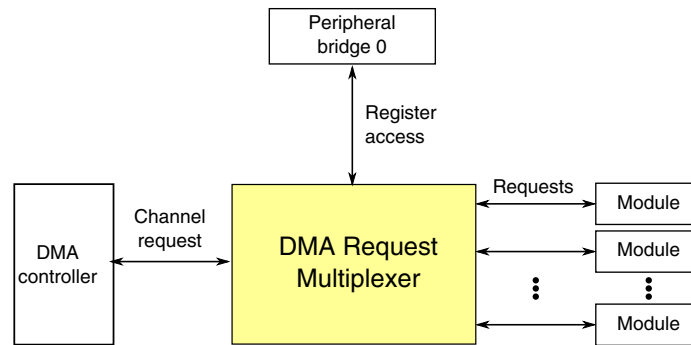 Peripheral
bridge 0
Register
access
Requests
Module
Channel
request
DMA
controller
DMA Request
Multiplexer
Module
Module